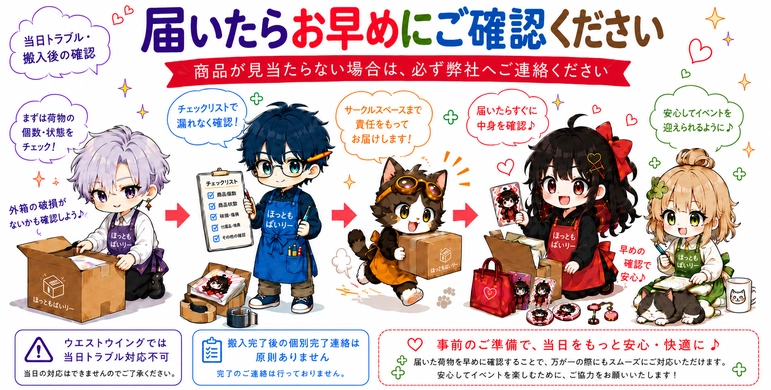 当日トラブル・
搬入後の確認
届いたらお早めにご確認ください
商品が見当たらない場合は、必ず弊社へご連絡ください
まずは荷物の
個数・状態を
チェック!
外箱の破損が
ないかも確認しよう♪
ほっとも
ばいりー
ほっともばいりー
チェックリストで
漏れなく確認!
チェックリスト
商品種類
商品状態
その他の確認
ほっとも
ばいりー
サークルスペースまで
責任をもって
お届けします!
ほっともばいりー
届いたらすぐに
中身を確認♪
ほっとも
ばいりー
安心してイベントを
迎えられるように♪
ほっとも
ばいりー
早めの
確認で
安心♪
ウエストウイングでは
当日トラブル対応不可
当日の対応はできませんのでご了承ください。
搬入完了後の個別完了連絡は
原則ありません
完了のご連絡は行っておりません。
事前のご準備で、当日をもっと安心・快適に♪
届いた荷物を早めに確認することで、万が一の際にもスムーズにご対応いただけます。
安心してイベントを楽しむために、ご協力をお願いいたします!